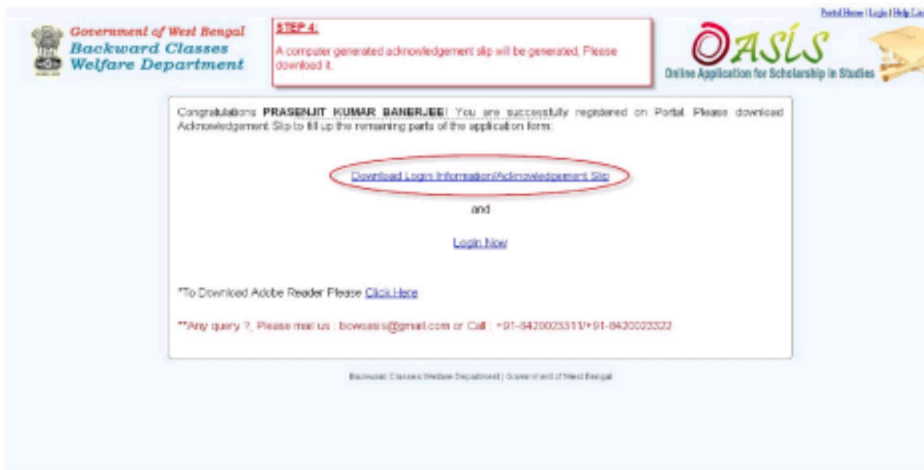 Portal Home | Login | Help Line
Government of West Bengal
Backward Classes
Welfare Department
STEP 4:
A computer generated acknowledgement slip will be generated, Please
download it.
OASIS
Online Application for Scholarship in Studies
Congratulations PRASENJIT KUMAR BANERJEE! You are successfully registered on Portal. Please download
Acknowledgement Slip to fill up the remaining parts of the application form.
Download Login Information/Acknowledgement Slip
and
Login Now
*To Download Adobe Reader Please Click Here
**Any query ?, Please mail us : bcwoasis@gmail.com or Call : +91-8420023311/+91-8420023322
Backward Classes Welfare Department | Government of West Bengal